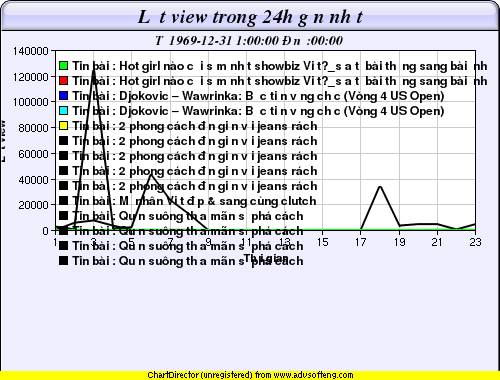 L t view trong 24h g n nh t
T 1969-12-31 1:00:00 Đ n :00:00
140000
Tin bài : Hot girl nào c i s m nh t showbiz Vi t?_s a t bài th ng sang bài nh
120000
Tin bài : Hot girl nào c i s m nh t showbiz Vi t?_s a t bài th ng sang bài nh
Tin bài : Djokovic – Wawrinka: B c ti n v ng ch c (Vòng 4 US Open)
100000
Tin bài : Djokovic – Wawrinka: B c ti n v ng ch c (Vòng 4 US Open)
80000
Tin bài : 2 phong cách đ ng i n v i jeans rách
Tin bài : 2 phong cách đ ng i n v i jeans rách
60000
Tin bài : 2 phong cách đ ng i n v i jeans rách
Tin bài : 2 phong cách đ ng i n v i jeans rách
40000
Tin bài : 2 phong cách đ ng i n v i jeans rách
20000
Tin bài : M nhân Vi t đ p & sang cùng clutch
Tin bài : Qu n suông th a mãn s phá cách
0
Tin bài : Qu n suông th a mãn s phá cách
1 3 5 7 9 11 13 15 17 19 21 23
Tin bài : Qu n suông th a mãn s phá cách
Tin bài : Qu n suông th a mãn s phá cách
Th i gian
L t view
ChartDirector (unregistered) from www.advsofteng.com